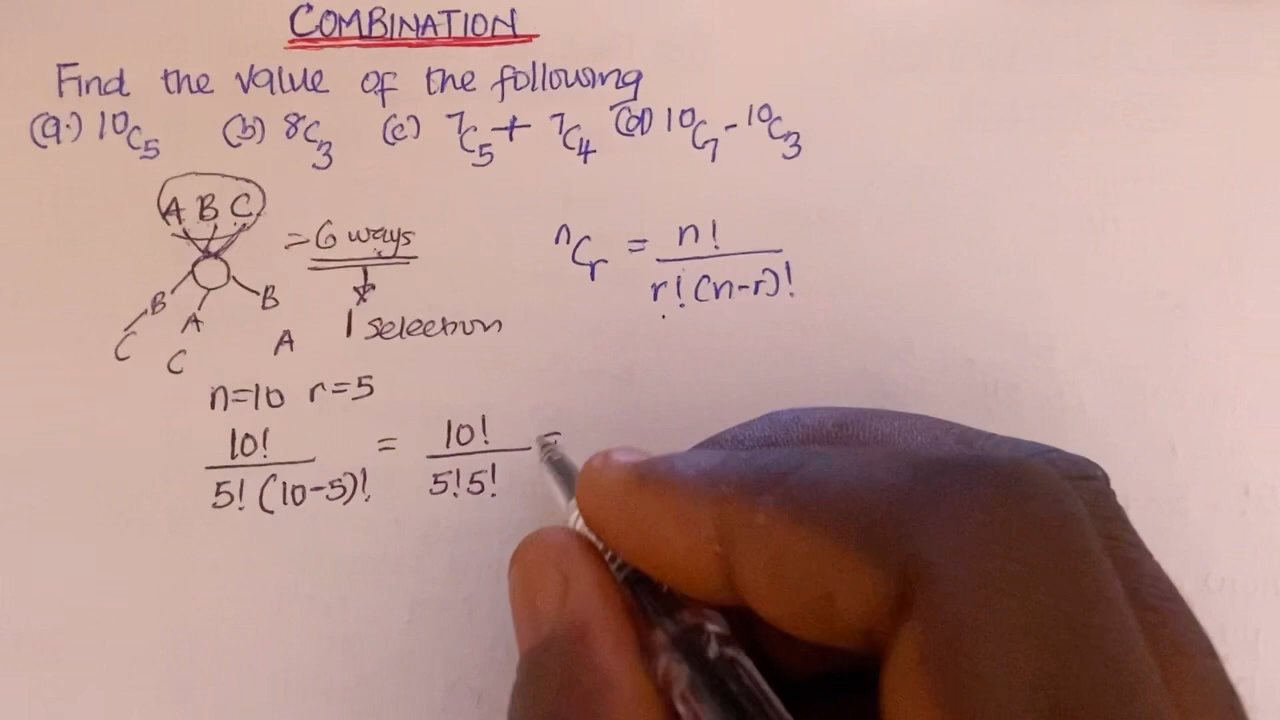 COMBINATION
Find the value of the following
(a.) ¹⁰C₅ (b) ⁸C₃ (c) ⁷C₅ + ⁷C₄ (d) ¹⁰C₇ - ¹⁰C₃
A B C
= 6 ways
ⁿCᵣ = n! / r!(n-r)!
B A B
C C A
1 selection
n=10 r=5
10! / 5!(10-5)! = 10! / 5!5! =